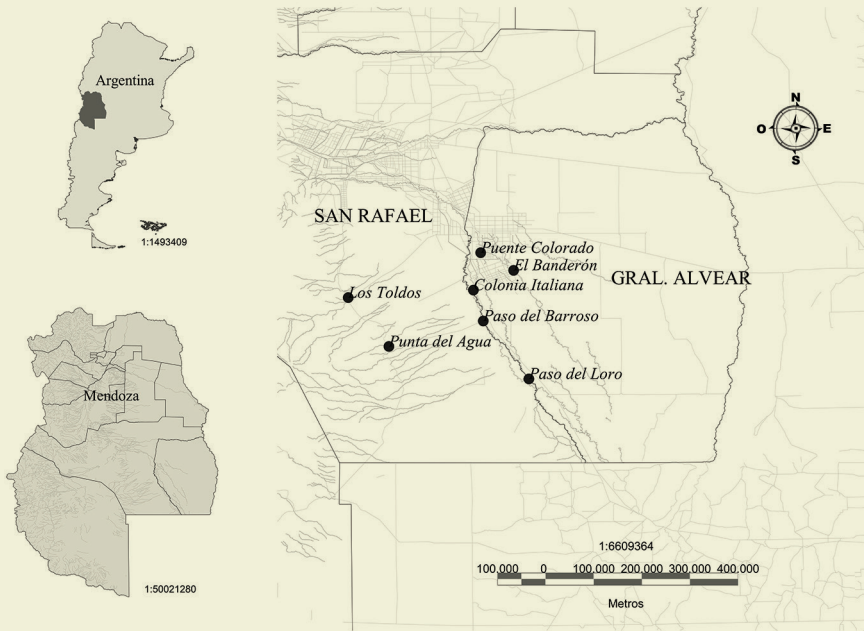 Argentina
1:1493409
Mendoza
1:50021280
N
O E
S
SAN RAFAEL
Puente Colorado
El Banderón
GRAL. ALVEAR
Colonia Italiana
Los Toldos
Paso del Barroso
Punta del Agua
Paso del Loro
1:6609364
100.000 0 100.000 200.000 300.000 400.000
Metros